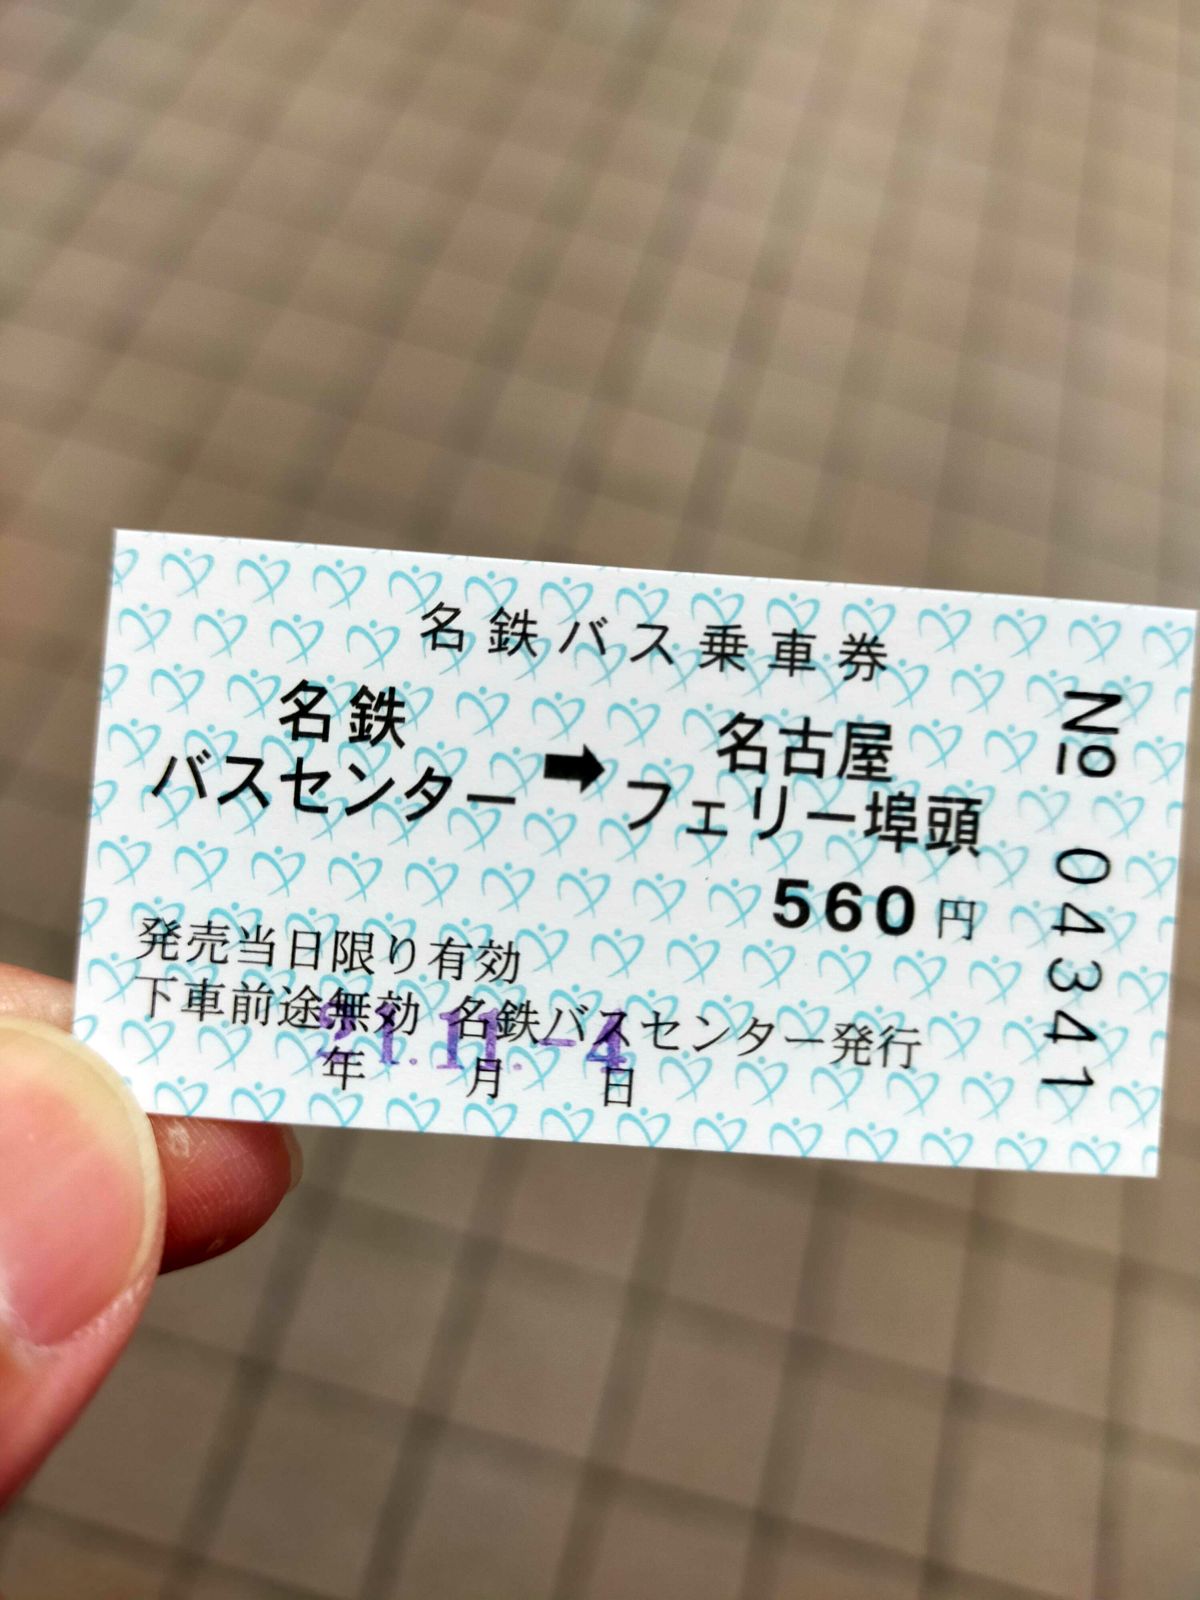 名鉄バス乗車券
名鉄
バスセンター
➡
名古屋
フェリー埠頭
560円
発売当日限り有効
下車前途無効 名鉄バスセンター発行
21.11.-4
年 月 日
№ 04341